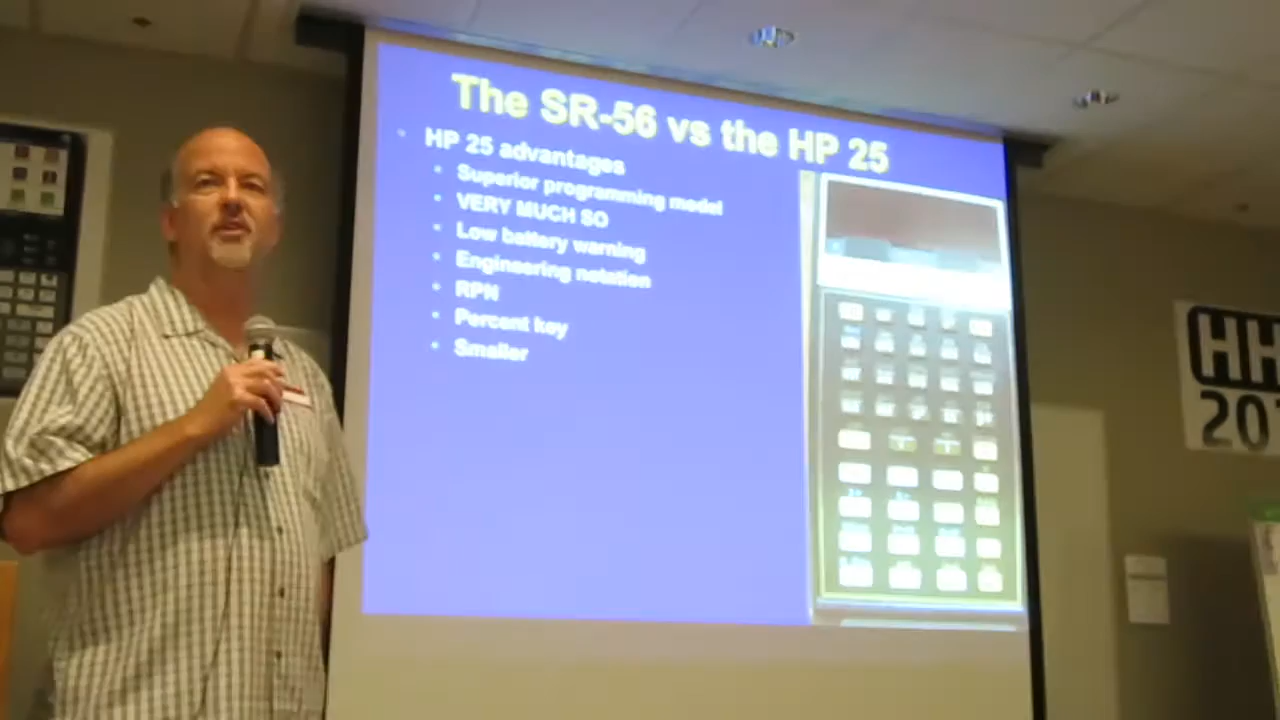 The SR-56 vs the HP 25
HP 25 advantages
Superior programming model
VERY MUCH SO
Low battery warning
Engineering notation
RPN
Percent key
Smaller
HH
20